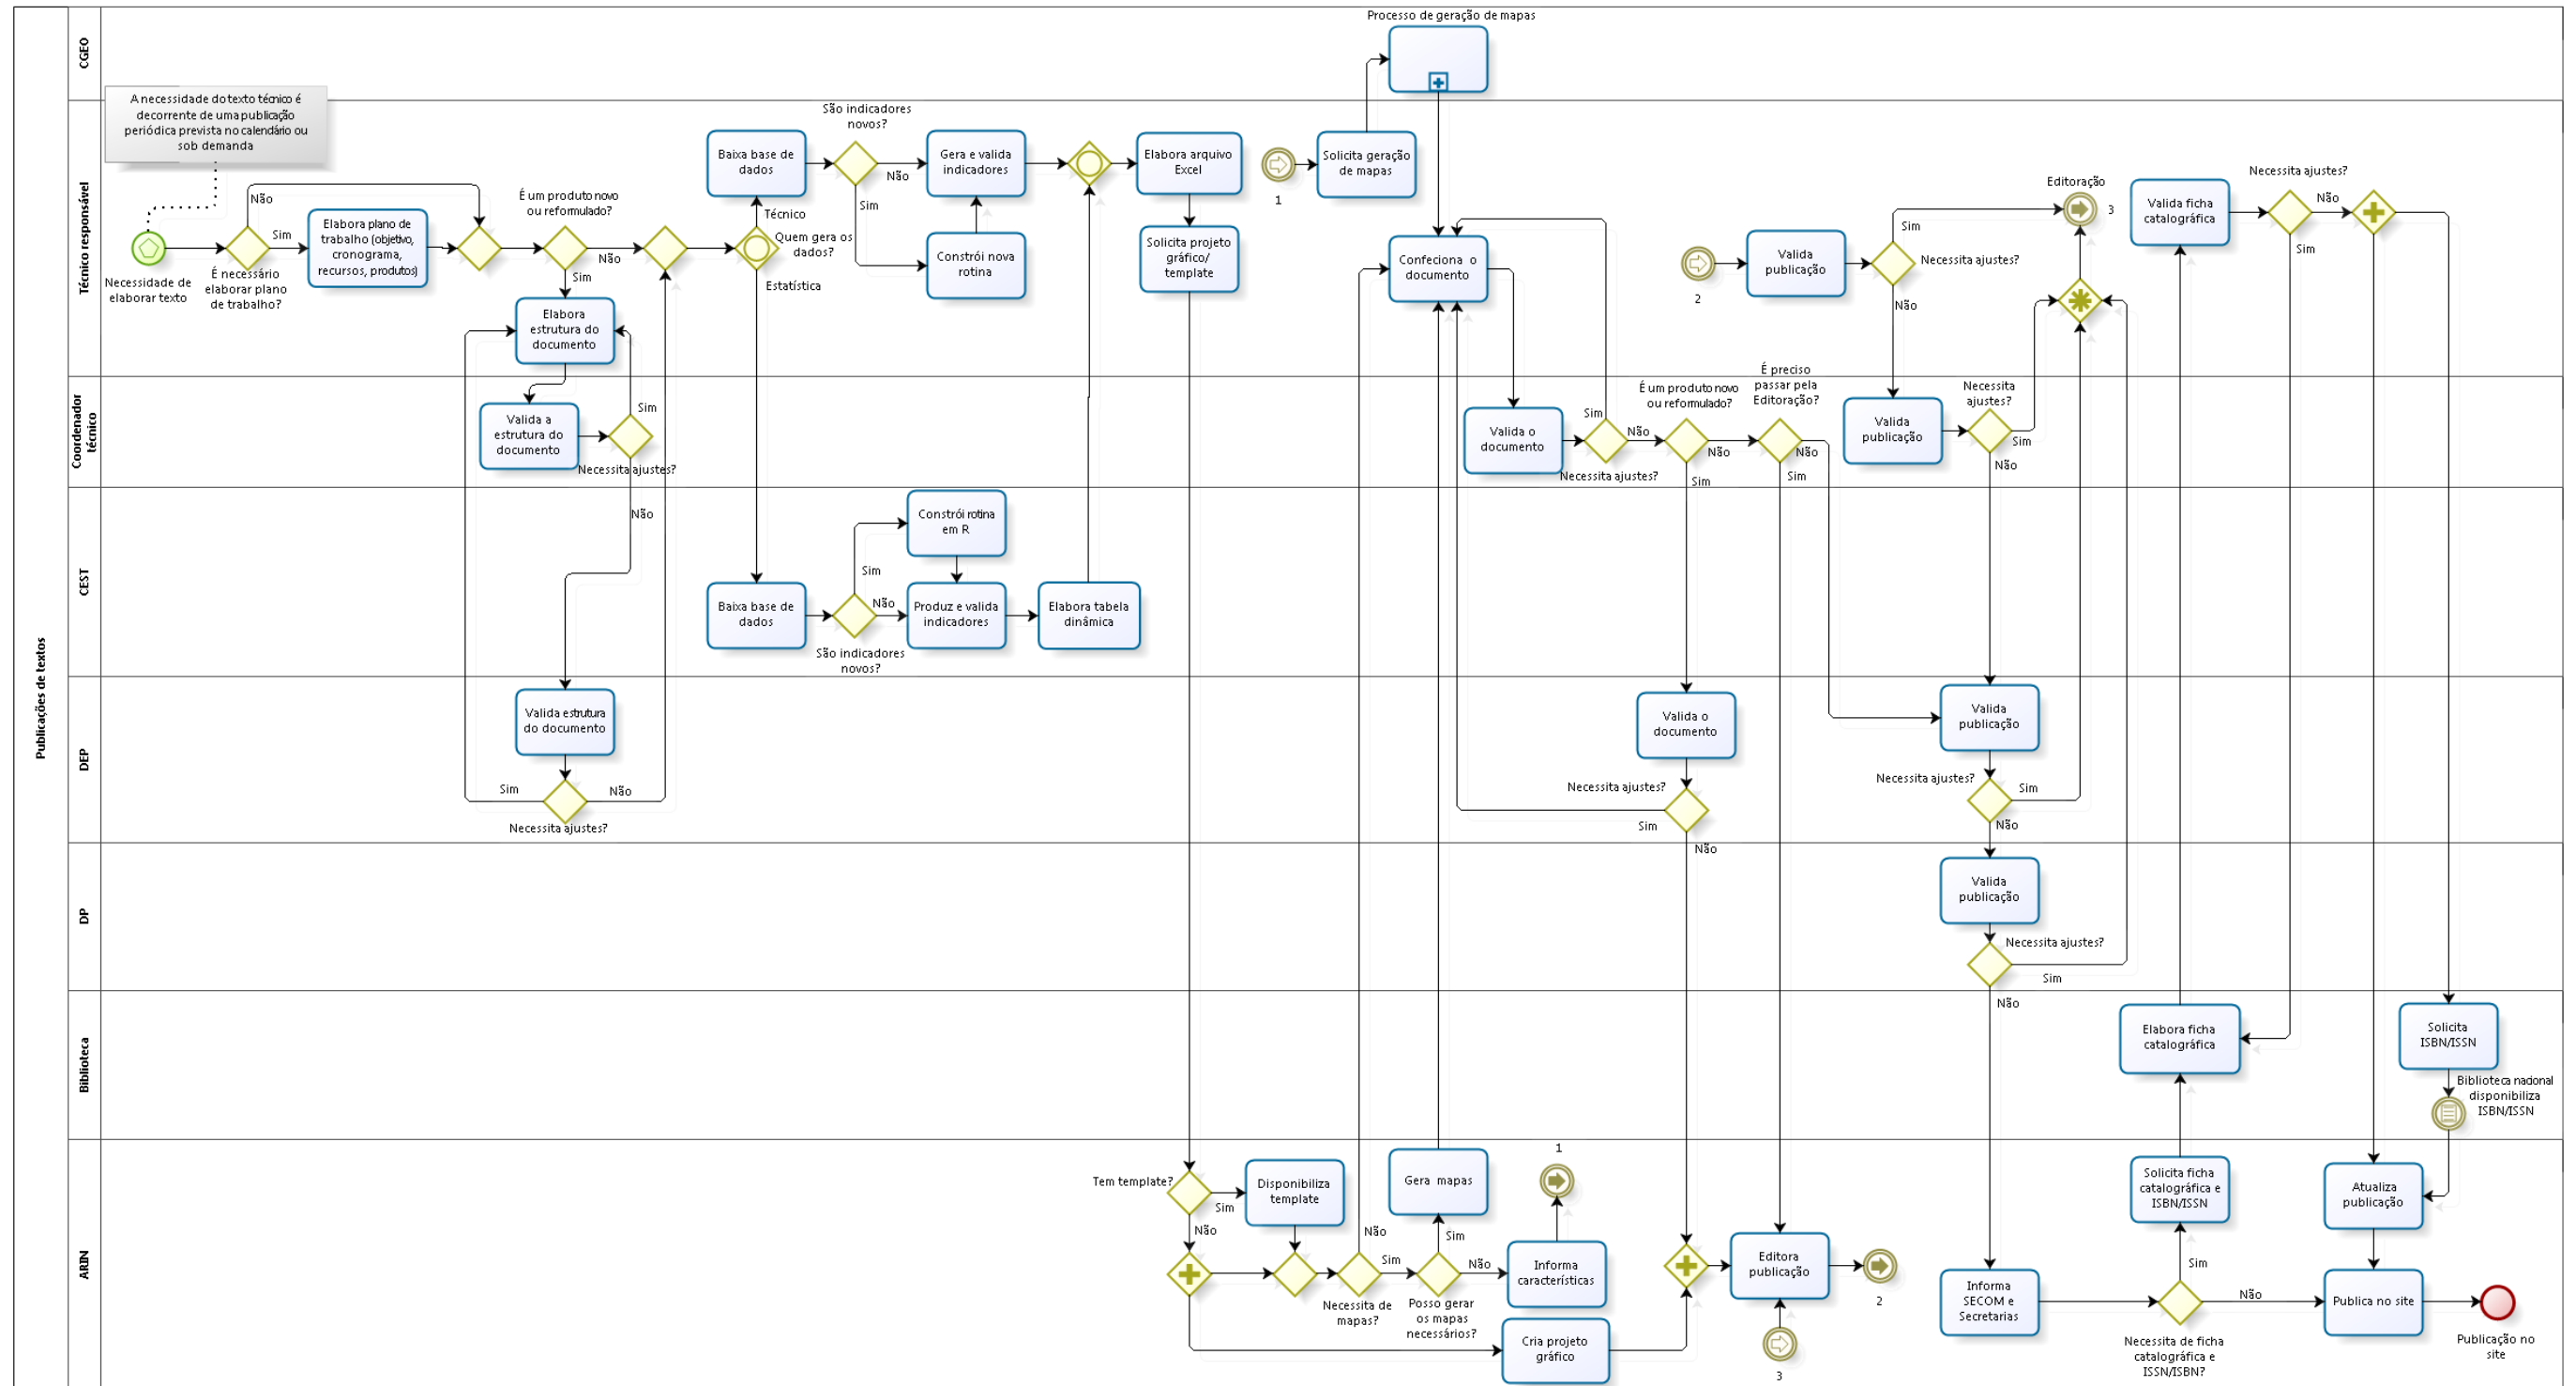 Publicações de textos
CGEO
Processo de geração de mapas
Técnico responsável
A necessidade do texto técnico é
decorrente de uma publicação
periódica prevista no calendário ou
sob demanda
Necessidade de
elaborar texto
É necessário
elaborar plano
de trabalho?
Não
Sim
Elabora plano de
trabalho (objetivo,
cronograma,
recursos, produtos)
É um produto novo
ou reformulado?
Não
Sim
Elabora
estrutura do
documento
Quem gera os
dados?
Técnico
Estatística
Baixa base de
dados
São indicadores
novos?
Não
Sim
Gera e valida
indicadores
Constrói nova
rotina
Elabora arquivo
Excel
Solicita projeto
gráfico/
template
1
Solicita geração
de mapas
Confeciona o
documento
2
Valida
publicação
Sim
Necessita ajustes?
Não
Editoração
3
Valida ficha
catalográfica
Necessita ajustes?
Não
Sim
Coordenador
técnico
Valida a
estrutura do
documento
Sim
Necessita ajustes?
Não
Valida o
documento
Sim
Não
Necessita ajustes?
É um produto novo
ou reformulado?
Não
Sim
É preciso
passar pela
Editoração?
Não
Sim
Valida
publicação
Necessita
ajustes?
Sim
Não
CEST
Baixa base de
dados
São indicadores
novos?
Sim
Não
Constrói rotina
em R
Produz e valida
indicadores
Elabora tabela
dinâmica
DEP
Valida estrutura
do documento
Sim
Não
Necessita ajustes?
Valida o
documento
Necessita ajustes?
Sim
Não
Valida
publicação
Necessita ajustes?
Sim
Não
DP
Valida
publicação
Necessita ajustes?
Sim
Não
Biblioteca
Elabora ficha
catalográfica
Solicita
ISBN/ISSN
Biblioteca nacional
disponibiliza
ISBN/ISSN
ARIN
Tem template?
Sim
Não
Disponibiliza
template
Necessita de
mapas?
Não
Sim
Gera mapas
Sim
Não
Posso gerar
os mapas
necessários?
Informa
características
1
Cria projeto
gráfico
Editora
publicação
2
3
Informa
SECOM e
Secretarias
Solicita ficha
catalográfica e
ISBN/ISSN
Sim
Não
Necessita de ficha
catalográfica e
ISSN/ISBN?
Atualiza
publicação
Publica no site
Publicação no
site